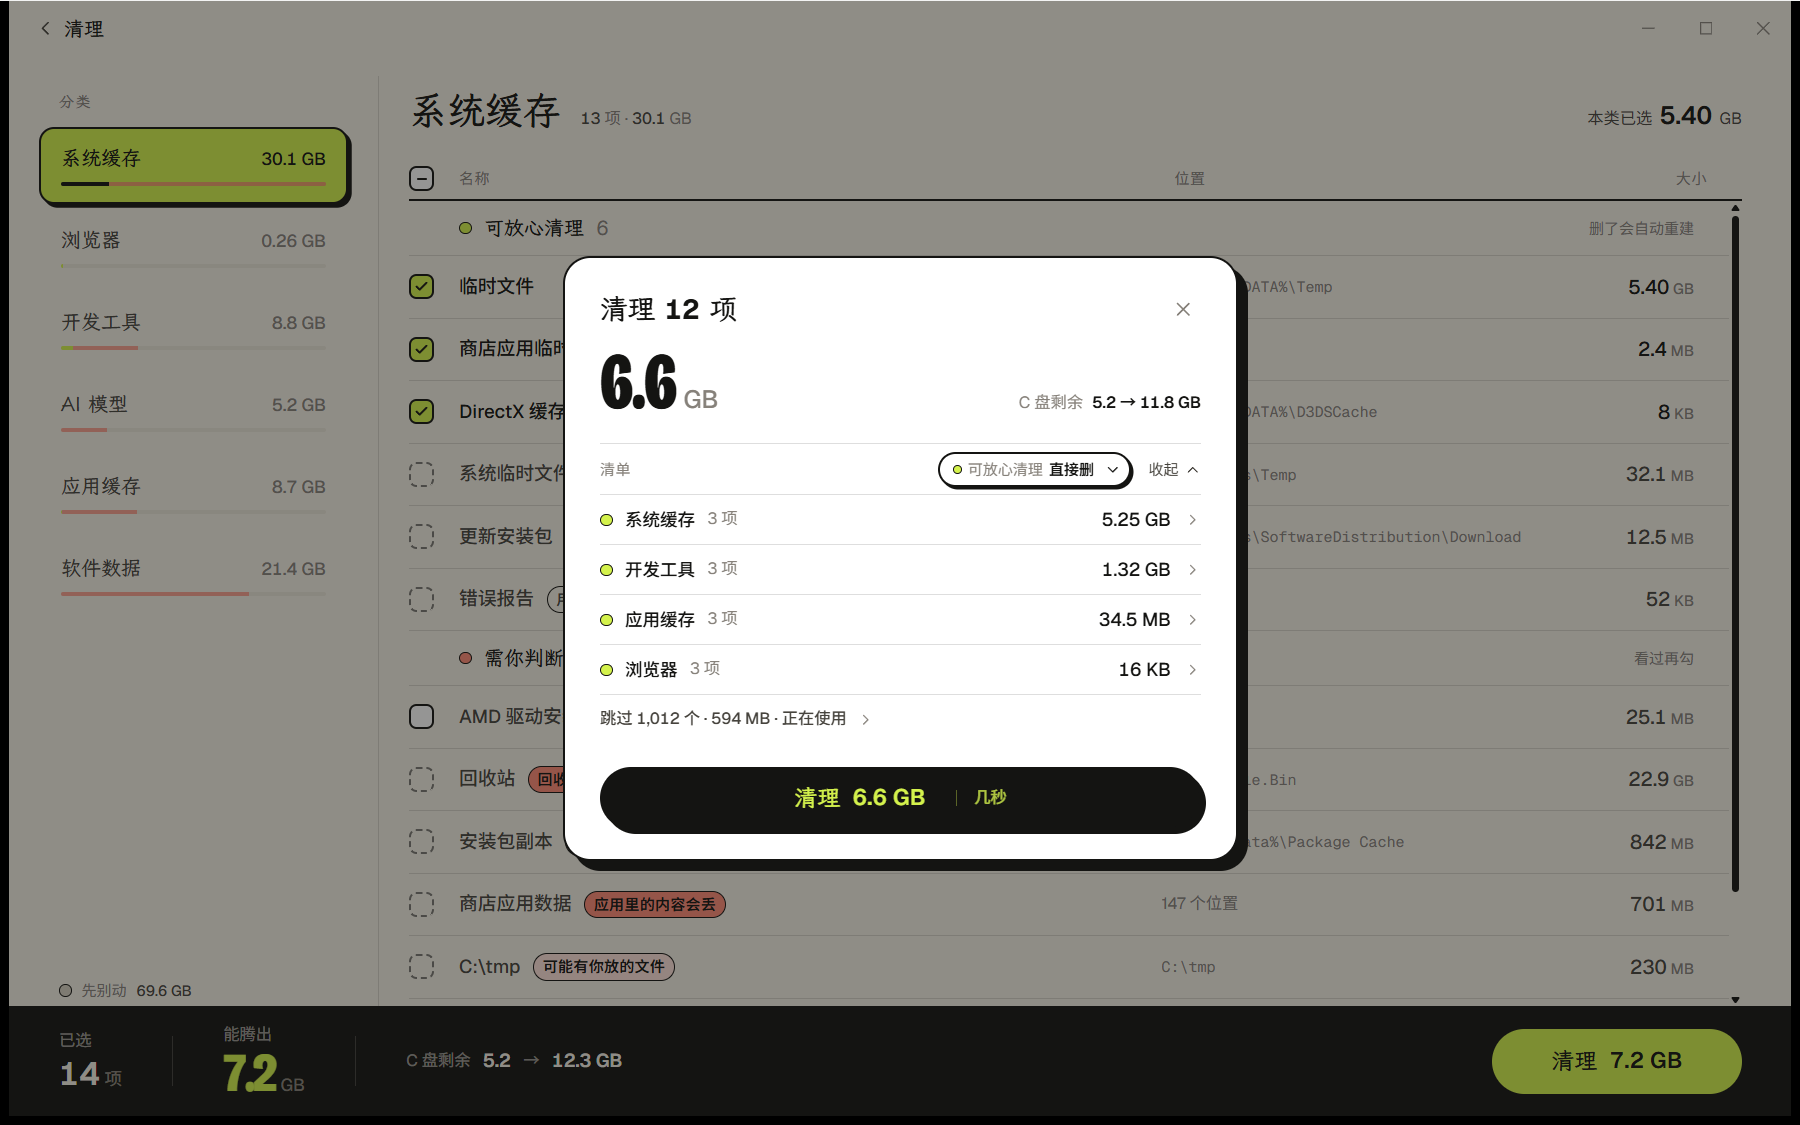 清理
分类
系统缓存 30.1 GB
浏览器 0.26 GB
开发工具 8.8 GB
AI 模型 5.2 GB
应用缓存 8.7 GB
软件数据 21.4 GB
先别动 69.6 GB
系统缓存 13 项 · 30.1 GB
本类已选 5.40 GB
名称 位置 大小
可放心清理 6 删了会自动重建
临时文件 DATA%\Temp 5.40 GB
商店应用临时 2.4 MB
DirectX 缓存 DATA%\D3DSCache 8 KB
系统临时文件 s\Temp 32.1 MB
更新安装包 s\SoftwareDistribution\Download 12.5 MB
错误报告 52 KB
需你判断 看过再勾
AMD 驱动安 25.1 MB
回收站 回收 le.Bin 22.9 GB
安装包副本 ata%\Package Cache 842 MB
商店应用数据 应用里的内容会丢 147 个位置 701 MB
C:\tmp 可能有你放的文件 C:\tmp 230 MB
清理 12 项
6.6 GB
C 盘剩余 5.2 → 11.8 GB
清单 可放心清理 直接删 收起
系统缓存 3 项 5.25 GB
开发工具 3 项 1.32 GB
应用缓存 3 项 34.5 MB
浏览器 3 项 16 KB
跳过 1,012 个 · 594 MB · 正在使用
清理 6.6 GB 几秒
已选
14 项
能腾出
7.2 GB
C 盘剩余 5.2 → 12.3 GB
清理 7.2 GB